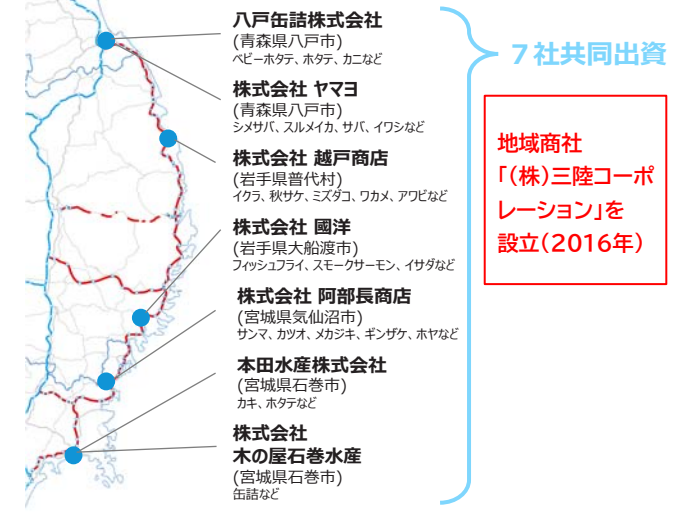 八戸缶詰株式会社
(青森県八戸市)
ベビーホタテ、ホタテ、カニなど
株式会社 ヤマヨ
(青森県八戸市)
シメサバ、スルメイカ、サバ、イワシなど
株式会社 越戸商店
(岩手県普代村)
イクラ、秋サケ、ミズダコ、ワカメ、アワビなど
株式会社 國洋
(岩手県大船渡市)
フィッシュフライ、スモークサーモン、イサダなど
株式会社 阿部長商店
(宮城県気仙沼市)
サンマ、カツオ、メカジキ、ギンザケ、ホヤなど
本田水産株式会社
(宮城県石巻市)
カキ、ホタテなど
株式会社
木の屋石巻水産
(宮城県石巻市)
缶詰など
７社共同出資
地域商社
「(株)三陸コーポ
レーション」を
設立(2016年)